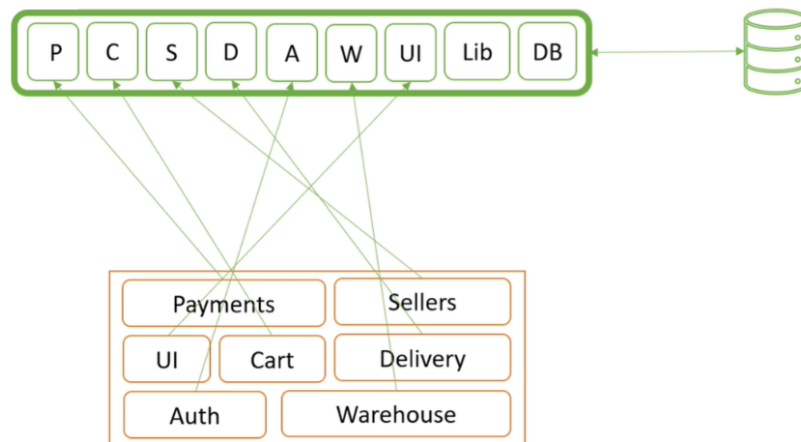 P C S D A W UI Lib DB
Payments Sellers
UI Cart Delivery
Auth Warehouse